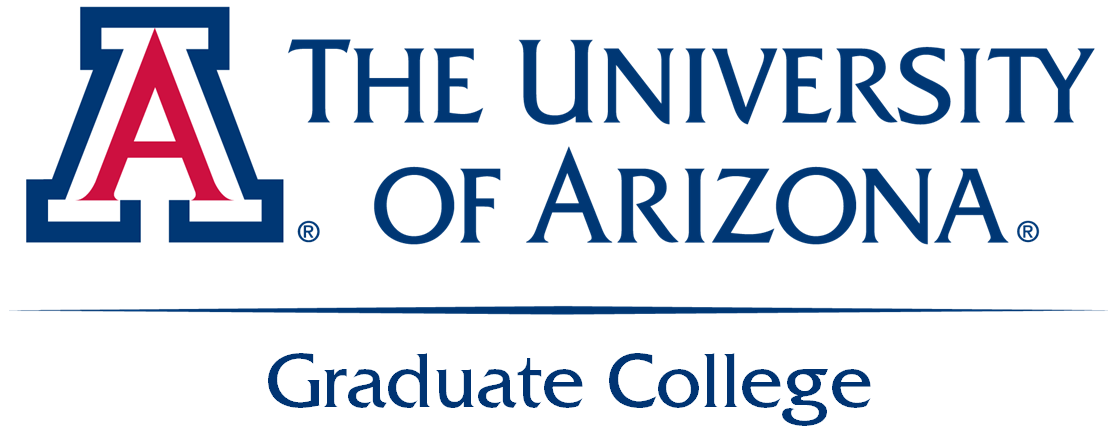 A® THE UNIVERSITY
OF ARIZONA®
Graduate College